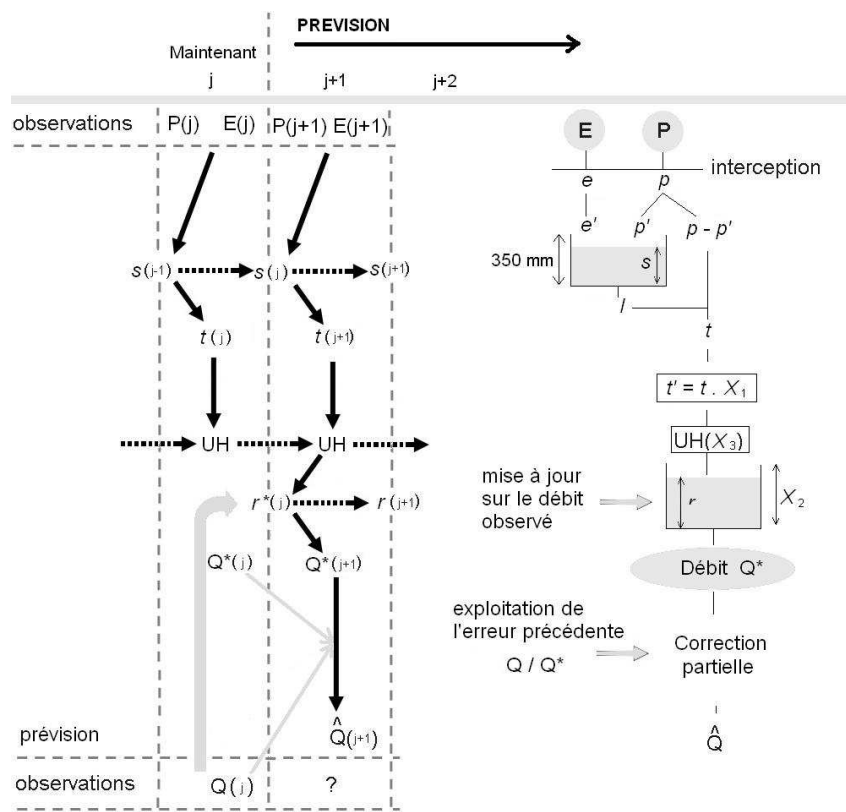 PREVISION
Maintenant
j j+1 j+2
observations P(j) E(j) P(j+1) E(j+1)
s(j-1) s(j) s(j+1)
t(j) t(j+1)
UH UH
r*(j) r(j+1)
Q*(j) Q*(j+1)
prévision Q̂(j+1)
observations Q(j) ?
E P
interception
e p
e' p' p - p'
350 mm s
l
t
t' = t . X₁
UH(X₃)
mise à jour
sur le débit
observé
r X₂
Débit Q*
exploitation de
l'erreur précédente
Q / Q*
Correction
partielle
Q̂